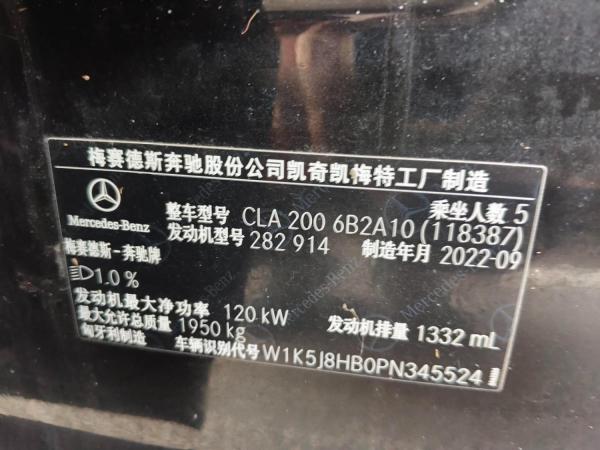 梅赛德斯奔驰股份公司凯奇凯梅特工厂制造
Mercedes-Benz
整车型号 CLA 200 6B2A10 (118387) 乘坐人数 5
梅赛德斯-奔驰牌 发动机型号 282 914 制造年月 2022-09
1.0 %
发动机最大净功率 120 kW
最大允许总质量 1950 kg 发动机排量 1332 mL
匈牙利制造 车辆识别代号 W1K5J8HB0PN345524